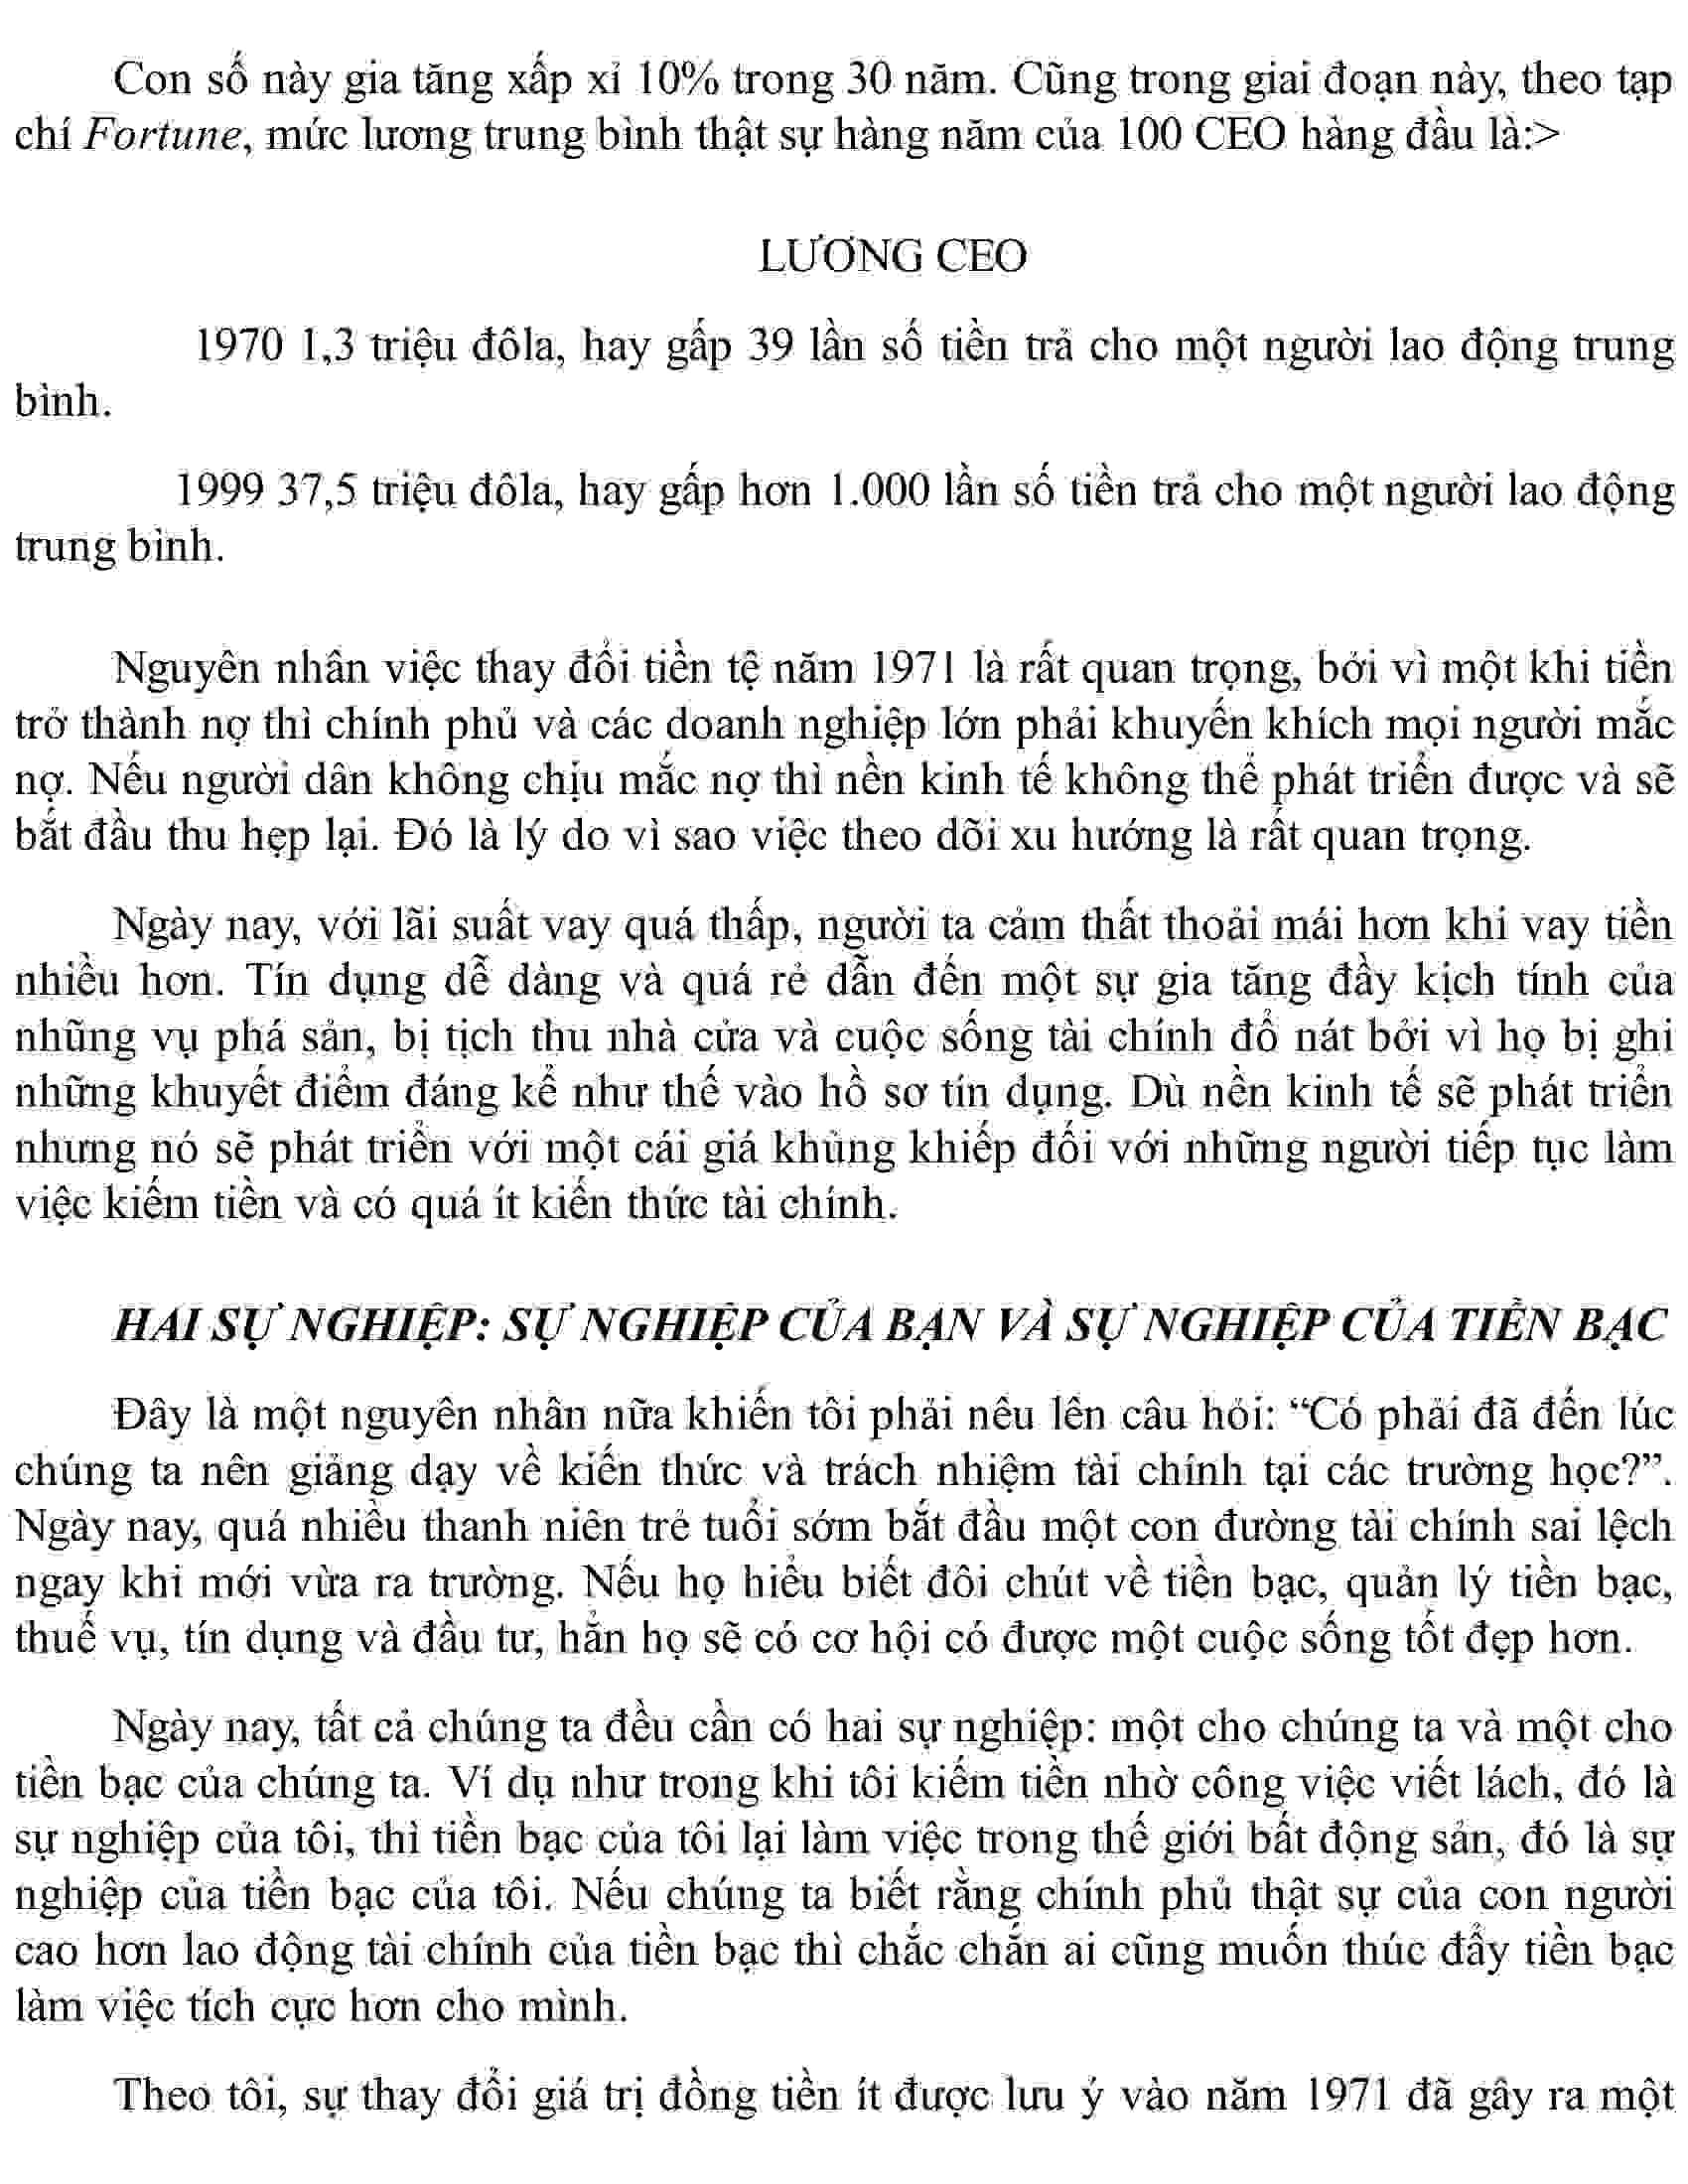 Con số này gia tăng xấp xỉ 10% trong 30 năm. Cũng trong giai đoạn này, theo tạp
chí Fortune, mức lương trung bình thật sự hàng năm của 100 CEO hàng đầu là:>
LƯƠNG CEO
1970 1,3 triệu đôla, hay gấp 39 lần số tiền trả cho một người lao động trung
bình.
1999 37,5 triệu đôla, hay gấp hơn 1.000 lần số tiền trả cho một người lao động
trung bình.
Nguyên nhân việc thay đổi tiền tệ năm 1971 là rất quan trọng, bởi vì một khi tiền
trở thành nợ thì chính phủ và các doanh nghiệp lớn phải khuyến khích mọi người mắc
nợ. Nếu người dân không chịu mắc nợ thì nền kinh tế không thể phát triển được và sẽ
bắt đầu thu hẹp lại. Đó là lý do vì sao việc theo dõi xu hướng là rất quan trọng.
Ngày nay, với lãi suất vay quá thấp, người ta cảm thất thoải mái hơn khi vay tiền
nhiều hơn. Tín dụng dễ dàng và quá rẻ dẫn đến một sự gia tăng đầy kịch tính của
những vụ phá sản, bị tịch thu nhà cửa và cuộc sống tài chính đổ nát bởi vì họ bị ghi
những khuyết điểm đáng kể như thế vào hồ sơ tín dụng. Dù nền kinh tế sẽ phát triển
nhưng nó sẽ phát triển với một cái giá khủng khiếp đối với những người tiếp tục làm
việc kiếm tiền và có quá ít kiến thức tài chính.
HAI SỰ NGHIỆP: SỰ NGHIỆP CỦA BẠN VÀ SỰ NGHIỆP CỦA TIỀN BẠC
Đây là một nguyên nhân nữa khiến tôi phải nêu lên câu hỏi: “Có phải đã đến lúc
chúng ta nên giảng dạy về kiến thức và trách nhiệm tài chính tại các trường học?”.
Ngày nay, quá nhiều thanh niên trẻ tuổi sớm bắt đầu một con đường tài chính sai lệch
ngay khi mới vừa ra trường. Nếu họ hiểu biết đôi chút về tiền bạc, quản lý tiền bạc,
thuế vụ, tín dụng và đầu tư, hẳn họ sẽ có cơ hội có được một cuộc sống tốt đẹp hơn.
Ngày nay, tất cả chúng ta đều cần có hai sự nghiệp: một cho chúng ta và một cho
tiền bạc của chúng ta. Ví dụ như trong khi tôi kiếm tiền nhờ công việc viết lách, đó là
sự nghiệp của tôi, thì tiền bạc của tôi lại làm việc trong thế giới bất động sản, đó là sự
nghiệp của tiền bạc của tôi. Nếu chúng ta biết rằng chính phủ thật sự của con người
cao hơn lao động tài chính của tiền bạc thì chắc chắn ai cũng muốn thúc đẩy tiền bạc
làm việc tích cực hơn cho mình.
Theo tôi, sự thay đổi giá trị đồng tiền ít được lưu ý vào năm 1971 đã gây ra một